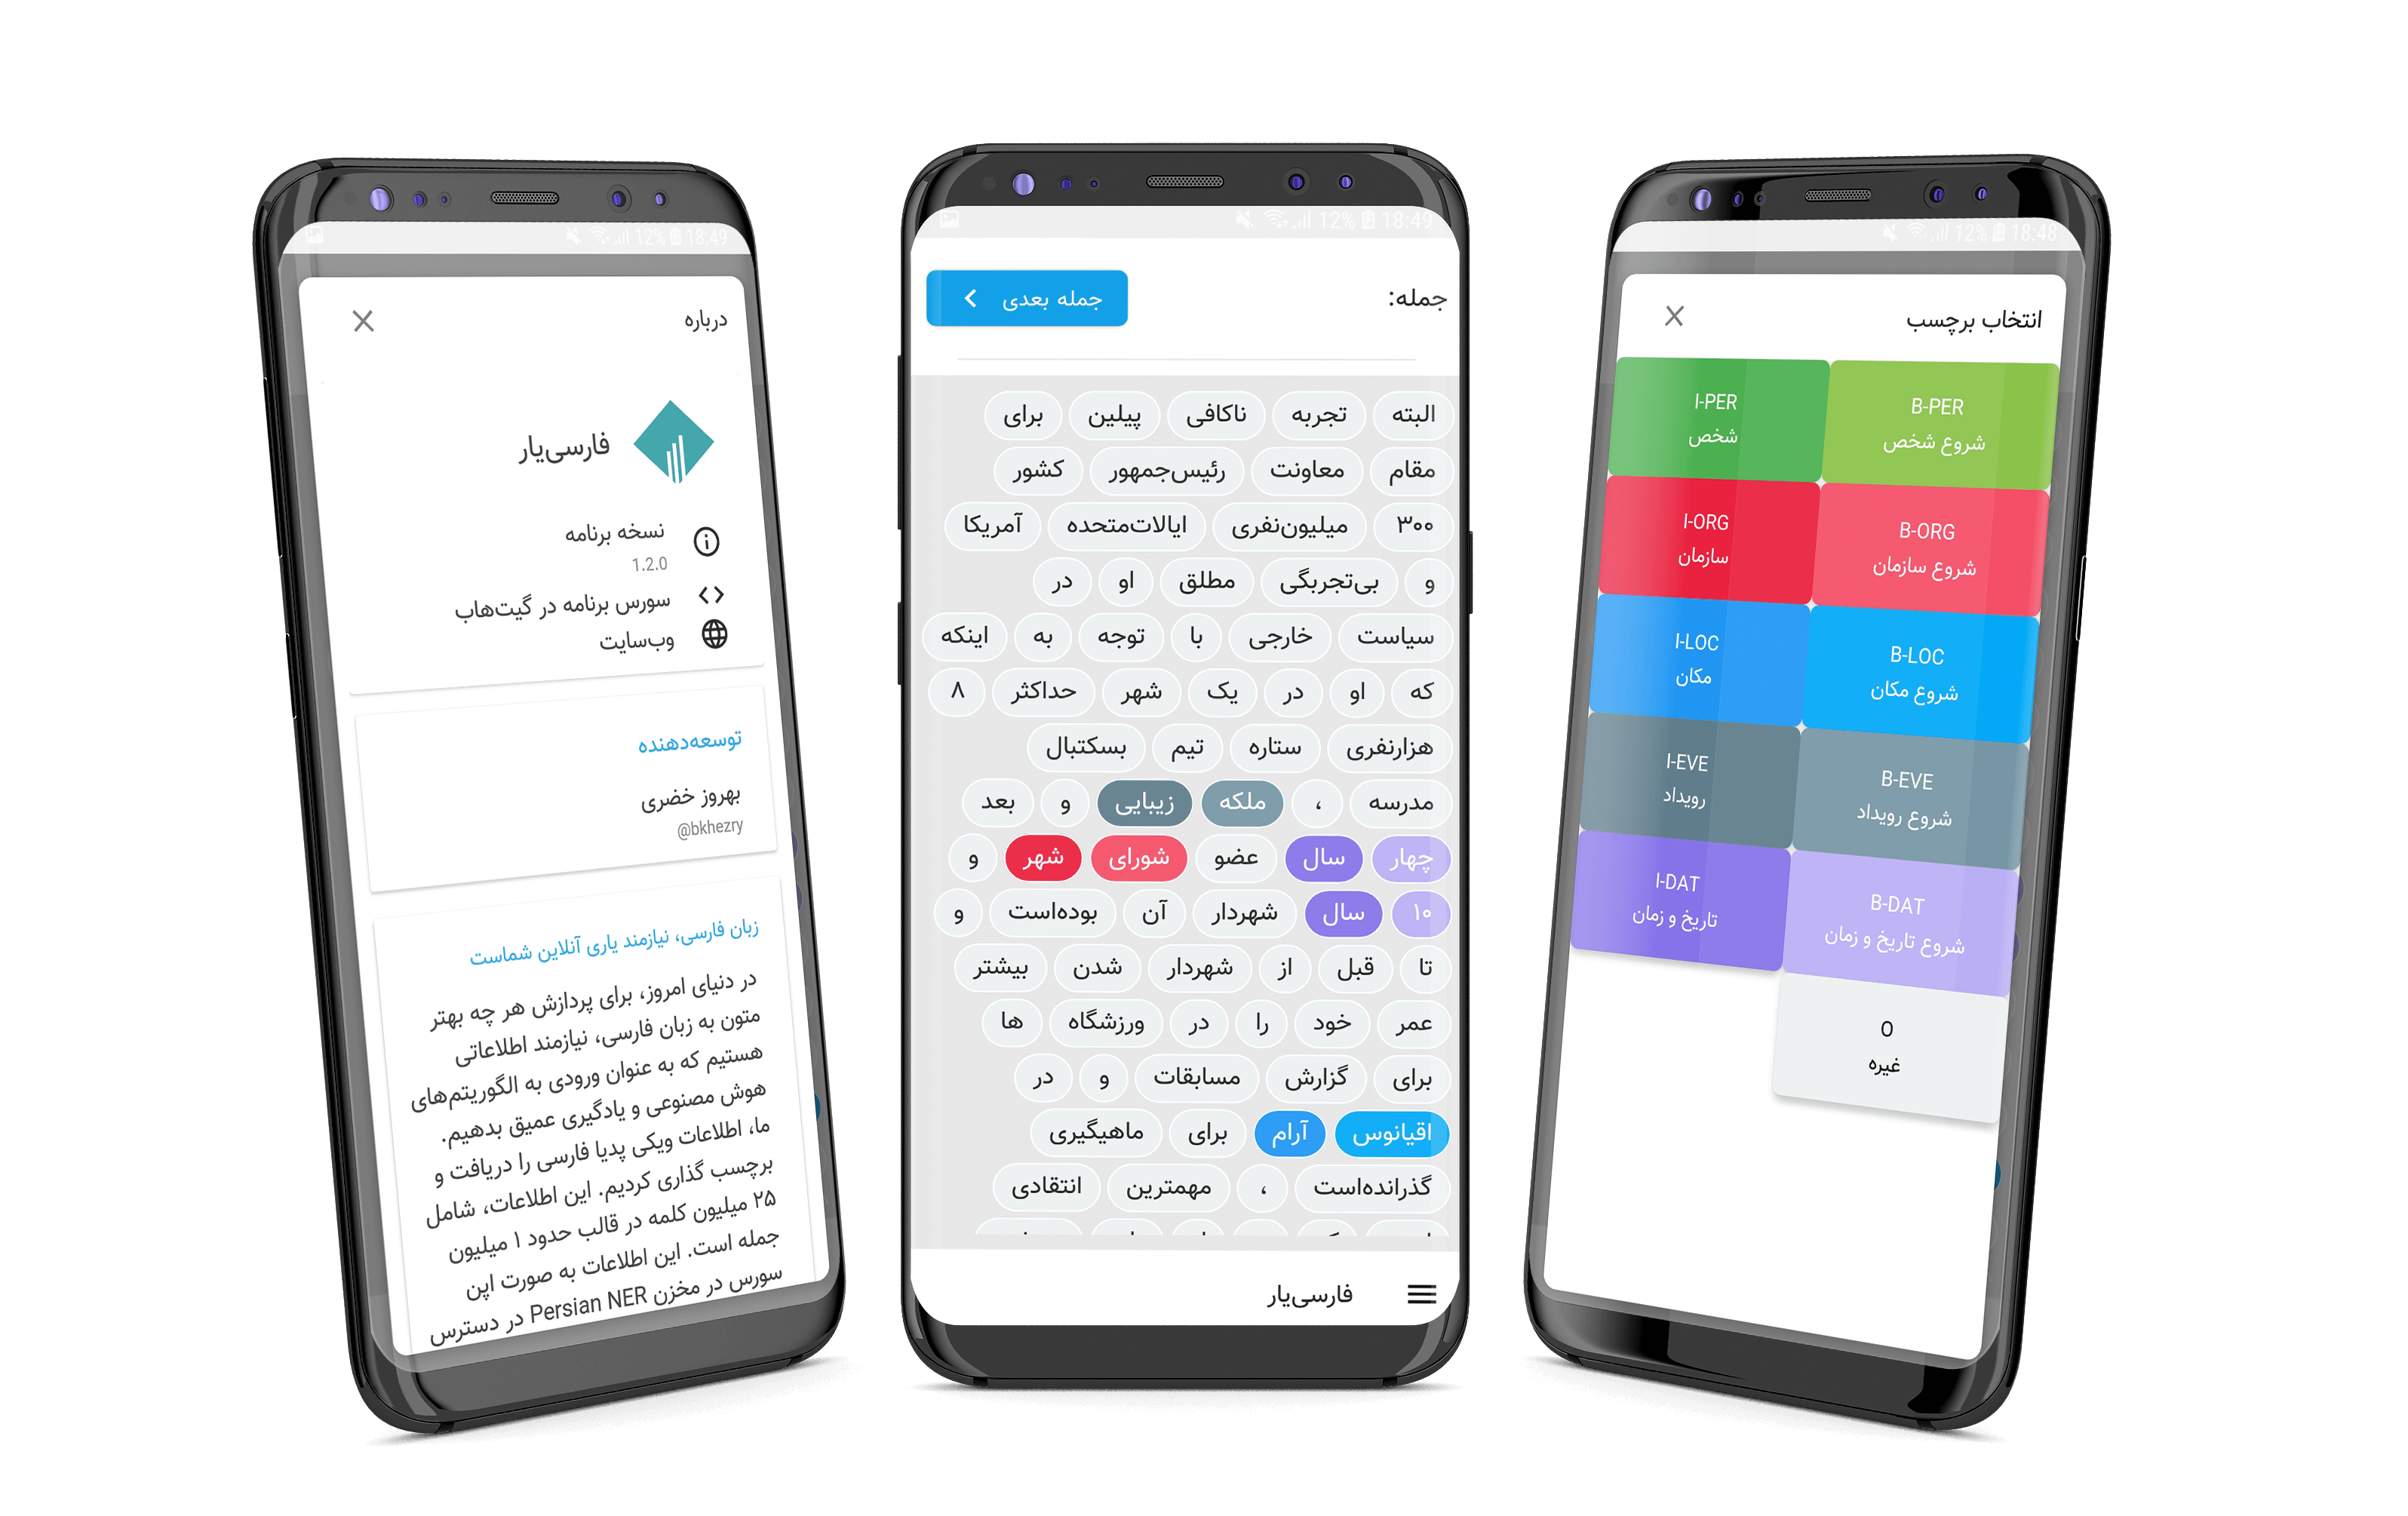 12% 18:49
درباره
فارسی‌یار
نسخه برنامه
1.2.0
سورس برنامه در گیت‌هاب
وب‌سایت
توسعه‌دهنده
بهروز خضری
@bkhezry
زبان فارسی، نیازمند یاری آنلاین شماست
در دنیای امروز، برای پردازش هر چه بهتر
متون به زبان فارسی، نیازمند اطلاعاتی
هستیم که به عنوان ورودی به الگوریتم‌های
هوش مصنوعی و یادگیری عمیق بدهیم.
ما، اطلاعات ویکی پدیا فارسی را دریافت و
برچسب گذاری کردیم. این اطلاعات، شامل
۲۵ میلیون کلمه در قالب حدود ۱ میلیون
جمله است. این اطلاعات به صورت اپن
سورس در مخزن Persian NER در دسترس
12% 18:49
جمله:
جمله بعدی
البته تجربه ناکافی پیلین برای
مقام معاونت رئیس‌جمهور کشور
۳۰۰ میلیون‌نفری ایالات‌متحده آمریکا
و بی‌تجربگی مطلق او در
سیاست خارجی با توجه به اینکه
که او در یک شهر حداکثر ۸
هزارنفری ستاره تیم بسکتبال
مدرسه ، ملکه زیبایی و بعد
چهار سال عضو شورای شهر و
۱۰ سال شهردار آن بوده‌است و
تا قبل از شهردار شدن بیشتر
عمر خود را در ورزشگاه ها
برای گزارش مسابقات و در
اقیانوس آرام برای ماهیگیری
گذرانده‌است ، مهمترین انتقادی
فارسی‌یار
12% 18:48
انتخاب برچسب
B-PER
شروع شخص
I-PER
شخص
B-ORG
شروع سازمان
I-ORG
سازمان
B-LOC
شروع مکان
I-LOC
مکان
B-EVE
شروع رویداد
I-EVE
رویداد
B-DAT
شروع تاریخ و زمان
I-DAT
تاریخ و زمان
O
غیره